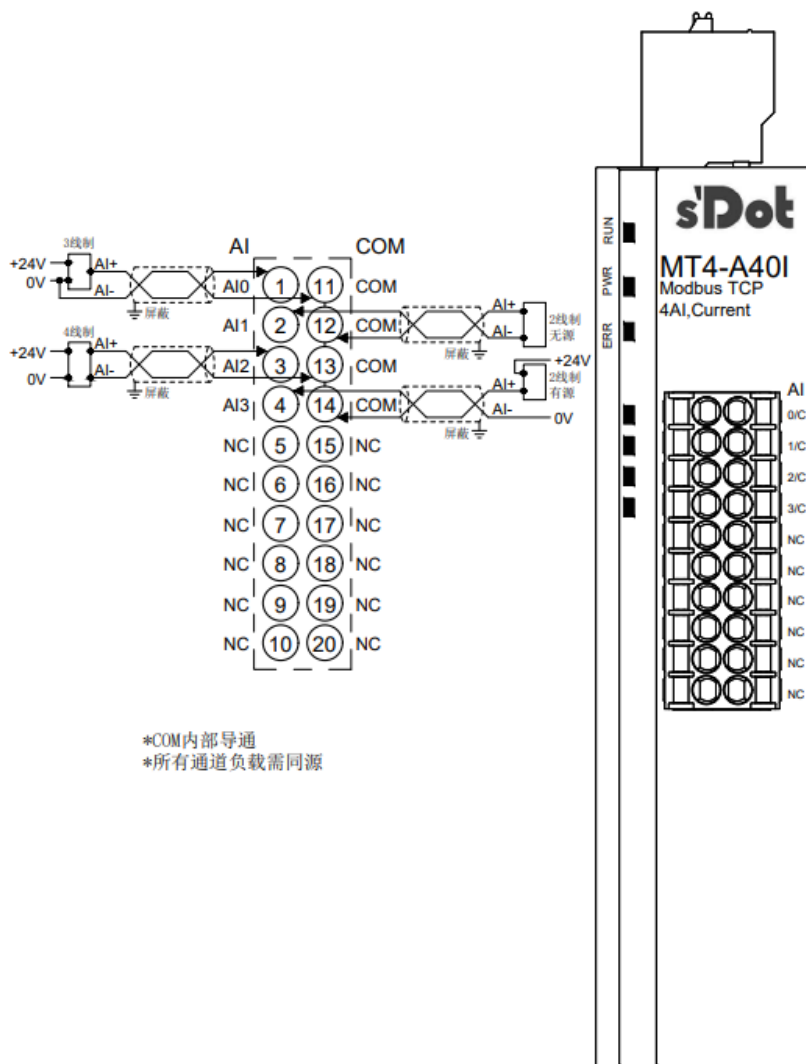 s'Dot
MT4-A40I
Modbus TCP
4AI,Current
RUN
PWR
ERR
AI
0/C
1/C
2/C
3/C
NC
NC
NC
NC
NC
NC
AI
COM
3线制
+24V
0V
AI+
AI-
屏蔽
AI0 1 11 COM
AI1 2 12 COM
AI+
AI-
2线制
无源
屏蔽
4线制
+24V
0V
AI+
AI-
屏蔽
AI2 3 13 COM
AI3 4 14 COM
+24V
AI+
AI-
2线制
有源
0V
屏蔽
NC 5 15 NC
NC 6 16 NC
NC 7 17 NC
NC 8 18 NC
NC 9 19 NC
NC 10 20 NC
*COM内部导通
*所有通道负载需同源